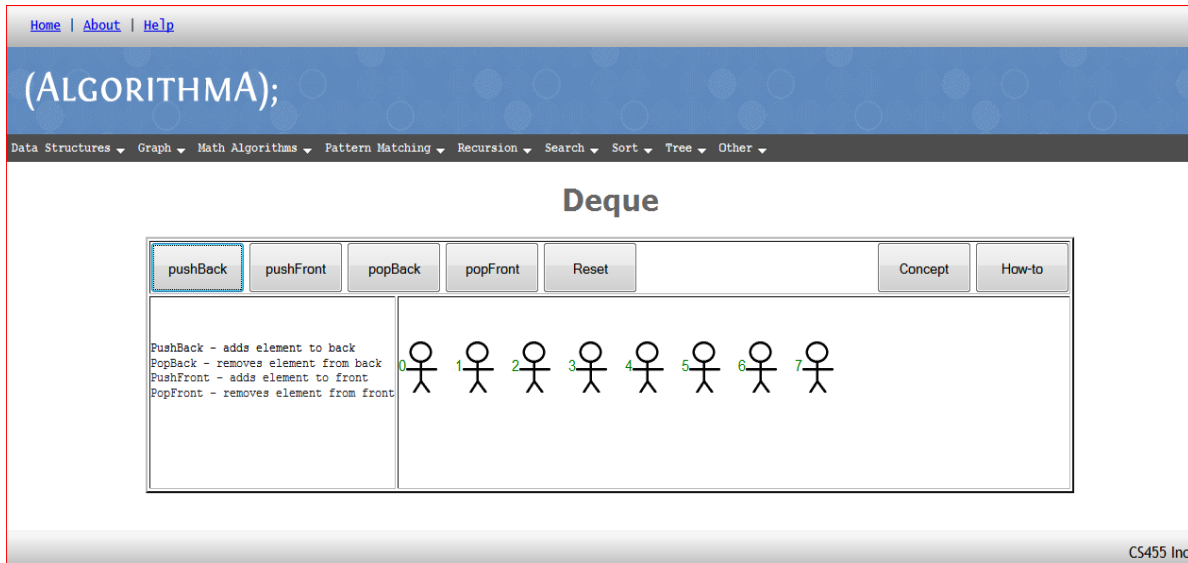 Home | About | Help
(ALGORITHMA);
Data Structures Graph Math Algorithms Pattern Matching Recursion Search Sort Tree Other
Deque
pushBack pushFront popBack popFront Reset Concept How-to
PushBack - adds element to back
PopBack - removes element from back
PushFront - adds element to front
PopFront - removes element from front
0 1 2 3 4 5 6 7
CS455 Inc